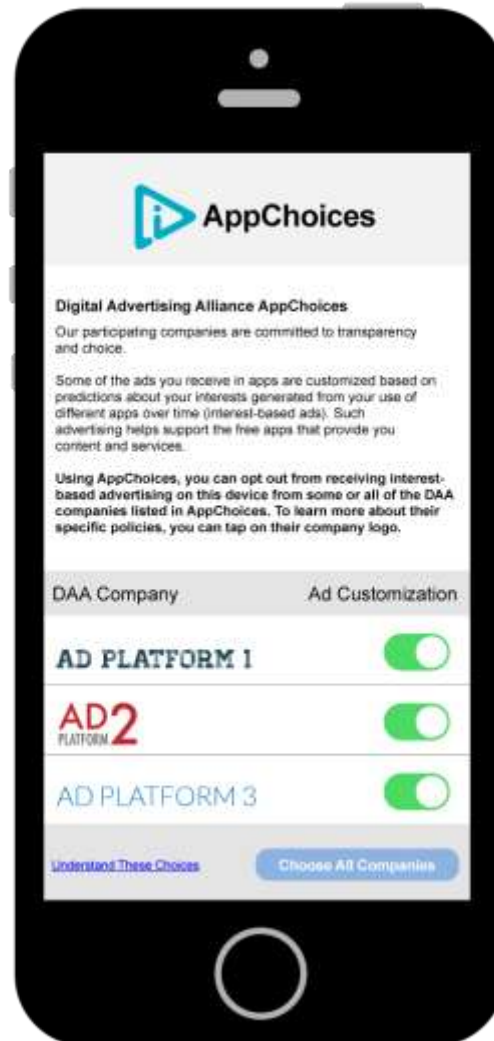 AppChoices
Digital Advertising Alliance AppChoices
Our participating companies are committed to transparency
and choice.
Some of the ads you receive in apps are customized based on
predictions about your interests generated from your use of
different apps over time (interest-based ads). Such
advertising helps support the free apps that provide you
content and services.
Using AppChoices, you can opt out from receiving interest-
based advertising on this device from some or all of the DAA
companies listed in AppChoices. To learn more about their
specific policies, you can tap on their company logo.
DAA Company Ad Customization
AD PLATFORM 1
AD 2
PLATFORM
AD PLATFORM 3
Understand These Choices Choose All Companies